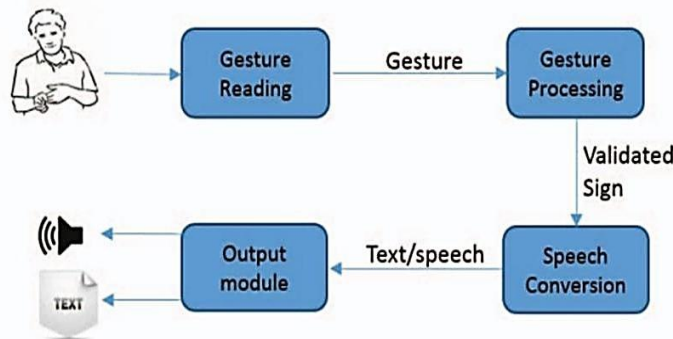 Gesture
Reading
Gesture
Gesture
Processing
Validated
Sign
Speech
Conversion
Text/speech
Output
module
TEXT